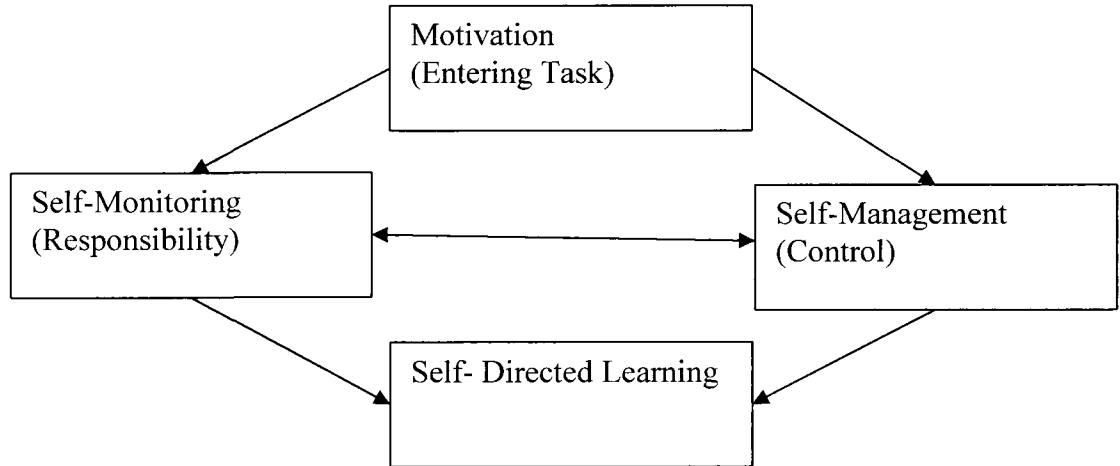 Motivation
(Entering Task)
Self-Monitoring
(Responsibility)
Self-Management
(Control)
Self- Directed Learning